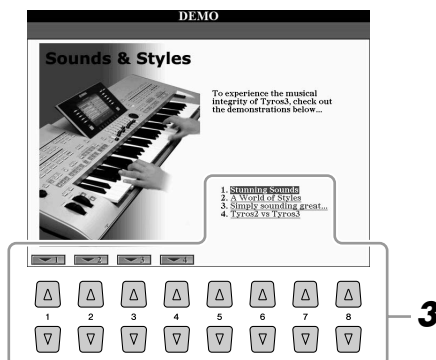 DEMO
Sounds & Styles
To experience the musical
integrity of Tyros3, check out
the demonstrations below...
1. Stunning Sounds
2. A World of Styles
3. Simply sounding great...
4. Tyros2 vs Tyros3
1 2 3 4
1 2 3 4 5 6 7 8
3